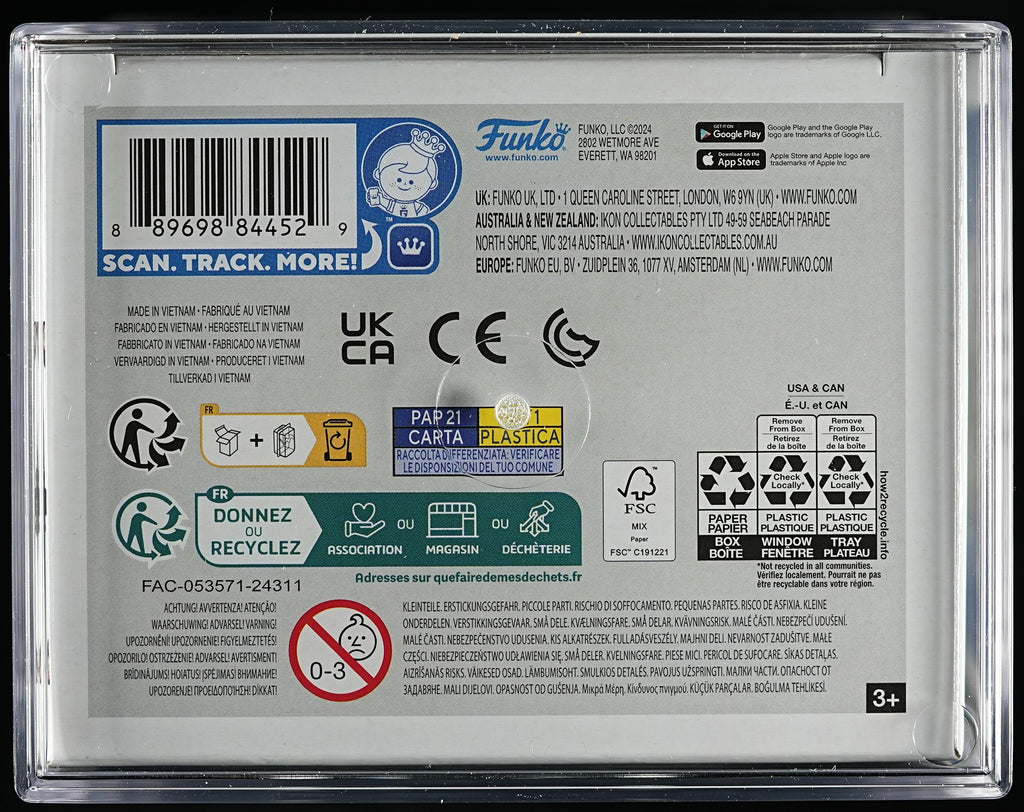 8 89698 84452 9
SCAN. TRACK. MORE!
™
Funko
www.funko.com
FUNKO, LLC ©2024
2802 WETMORE AVE
EVERETT, WA 98201
GET IT ON
Google Play
Google Play and the Google Play
logo are trademarks of Google LLC.
Download on the
App Store
Apple Store and Apple logo are
trademarks of Apple Inc
UK: FUNKO UK, LTD • 1 QUEEN CAROLINE STREET, LONDON, W6 9YN (UK) • WWW.FUNKO.COM
AUSTRALIA & NEW ZEALAND: IKON COLLECTABLES PTY LTD 49-59 SEABEACH PARADE
NORTH SHORE, VIC 3214 AUSTRALIA • WWW.IKONCOLLECTABLES.COM.AU
EUROPE: FUNKO EU, BV • ZUIDPLEIN 36, 1077 XV, AMSTERDAM (NL) • WWW.FUNKO.COM
MADE IN VIETNAM • FABRIQUÉ AU VIETNAM
FABRICADO EN VIETNAM • HERGESTELLT IN VIETNAM
FABBRICATO IN VIETNAM • FABRICADO NA VIETNAM
VERVAARDIGD IN VIETNAM • PRODUCERET I VIETNAM
TILLVERKAD I VIETNAM
UK
CA
CE
FR
+
PAP 21
CARTA
1
PLASTICA
RACCOLTA DIFFERENZIATA: VERIFICARE
LE DISPONSIZIONI DEL TUO COMUNE
FR
DONNEZ
OU
RECYCLEZ
ASSOCIATION
OU
MAGASIN
OU
DÉCHÈTERIE
Adresses sur quefairedemesdechets.fr
FSC™
MIX
Paper
FSC™ C191221
USA & CAN
É.-U. et CAN
Remove
From Box
Retirez
de la boîte
Remove
From Box
Retirez
de la boîte
Check
Locally*
Check
Locally*
PAPER
PAPIER
BOX
BOÎTE
PLASTIC
PLASTIQUE
WINDOW
FENÊTRE
PLASTIC
PLASTIQUE
TRAY
PLATEAU
how2recycle.info
*Not recycled in all communities.
Vérifiez localement. Pourrait ne pas
être recyclable dans votre région.
FAC-053571-24311
ACHTUNG! AVVERTENZA! ATENÇÃO!
WAARSCHUWING! ADVARSEL! VARNING!
UPOZORNĚNÍ! UPOZORNENIE! FIGYELMEZTETÉS!
OPOZORILO! OSTRZEŻENIE! ADVARSEL! AVERTISMENT!
BRĪDINĀJUMS! HOIATUS! ĮSPĖJIMAS! ВНИМАНИЕ!
UPOZORENJE! ΠΡΟΕΙΔΟΠΟΙΗΣΗ! DİKKAT!
0-3
KLEINTEILE. ERSTICKUNGSGEFAHR. PICCOLE PARTI. RISCHIO DI SOFFOCAMENTO. PEQUENAS PARTES. RISCO DE ASFIXIA. KLEINE
ONDERDELEN. VERSTIKKINGSGEVAAR. SMÅ DELE. KVÆLNINGSFARE. SMÅ DELAR. KVÄVNINGSRISK. MALÉ ČÁSTI. NEBEZPEČÍ UDUŠENÍ.
MALÉ ČASTI. NEBEZPEČENSTVO UDUSENIA. KIS ALKATRÉSZEK. FULLADÁSVESZÉLY. MAJHNI DELI. NEVARNOST ZADUŠITVE. MAŁE
CZĘŚCI. NIEBEZPIECZEŃSTWO UDŁAWIENIA SIĘ. SMÅ DELER. KVELNINGSFARE. PIESE MICI. PERICOL DE SUFOCARE. SĪKAS DETAĻAS.
AIZRĪŠANĀS RISKS. VÄIKESED OSAD. LÄMBUMISOHT. SMULKIOS DETALĖS. PAVOJUS UŽSPRINGTI. МАЛКИ ЧАСТИ. ОПАСНОСТ ОТ
ЗАДАВЯНЕ. MALI DIJELOVI. OPASNOST OD GUŠENJA. Μικρά Μέρη. Κίνδυνος πνιγμού. KÜÇÜK PARÇALAR. BOĞULMA TEHLİKESİ.
3+